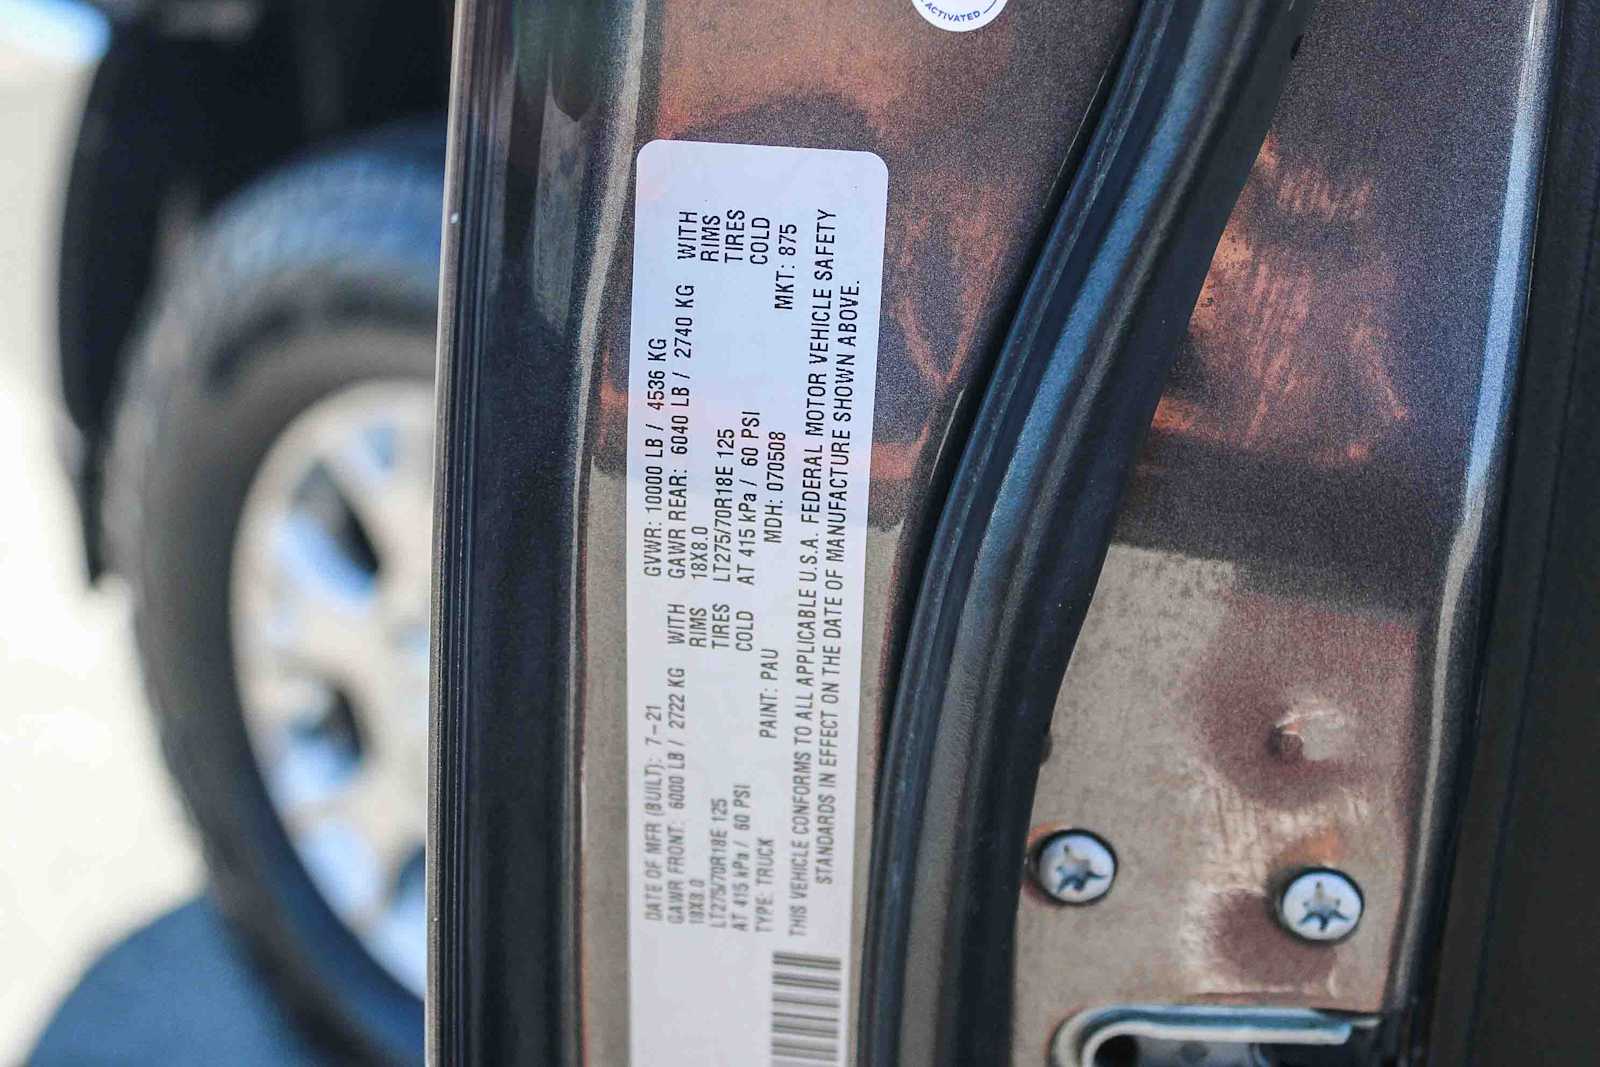 ACTIVATED
DATE OF MFR (BUILT): 7-21 GVWR: 10000 LB / 4536 KG
GAWR FRONT: 6000 LB / 2722 KG WITH GAWR REAR: 6040 LB / 2740 KG WITH
18X8.0 RIMS 18X8.0 RIMS
LT275/70R18E 125 TIRES LT275/70R18E 125 TIRES
AT 415 kPa / 60 PSI COLD AT 415 kPa / 60 PSI COLD
TYPE: TRUCK PAINT: PAU MDH: 070508 MKT: 875
THIS VEHICLE CONFORMS TO ALL APPLICABLE U.S.A. FEDERAL MOTOR VEHICLE SAFETY
STANDARDS IN EFFECT ON THE DATE OF MANUFACTURE SHOWN ABOVE.